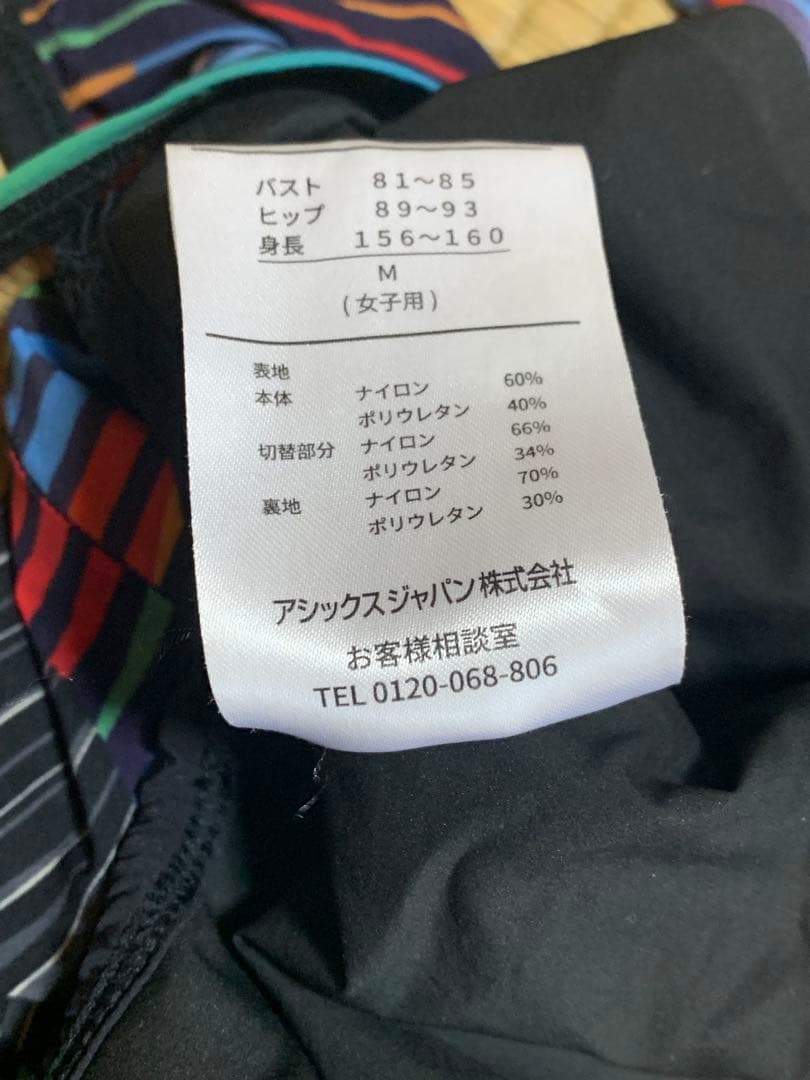 バスト 81～85
ヒップ 89～93
身長 156～160
M
(女子用)
表地
本体 ナイロン 60%
ポリウレタン 40%
切替部分 ナイロン 66%
ポリウレタン 34%
裏地 ナイロン 70%
ポリウレタン 30%
アシックスジャパン株式会社
お客様相談室
TEL 0120-068-806